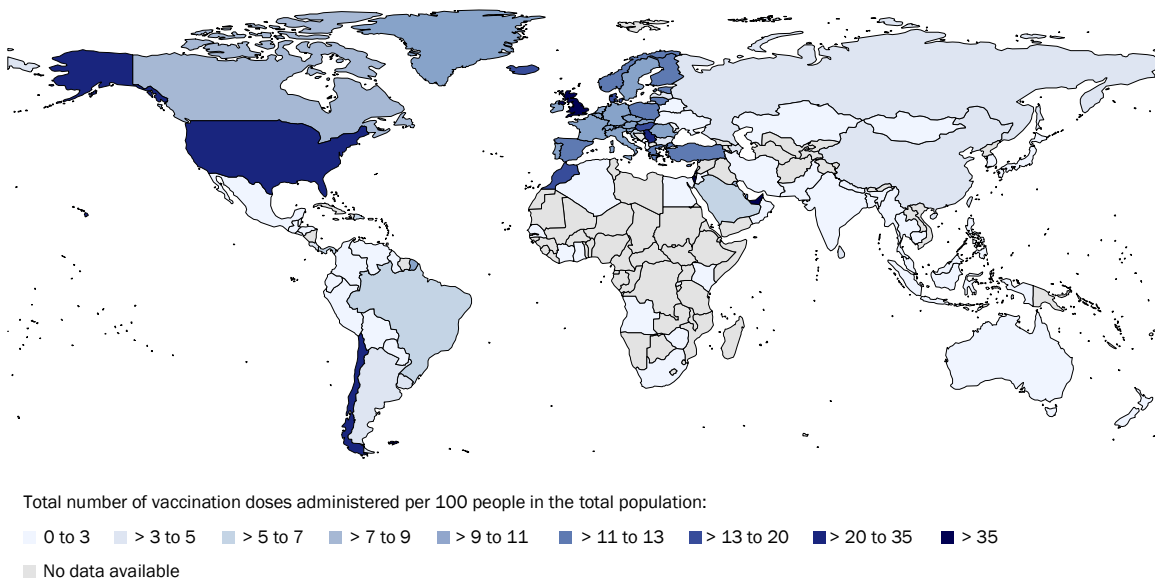 Total number of vaccination doses administered per 100 people in the total population:
0 to 3 > 3 to 5 > 5 to 7 > 7 to 9 > 9 to 11 > 11 to 13 > 13 to 20 > 20 to 35 > 35
No data available